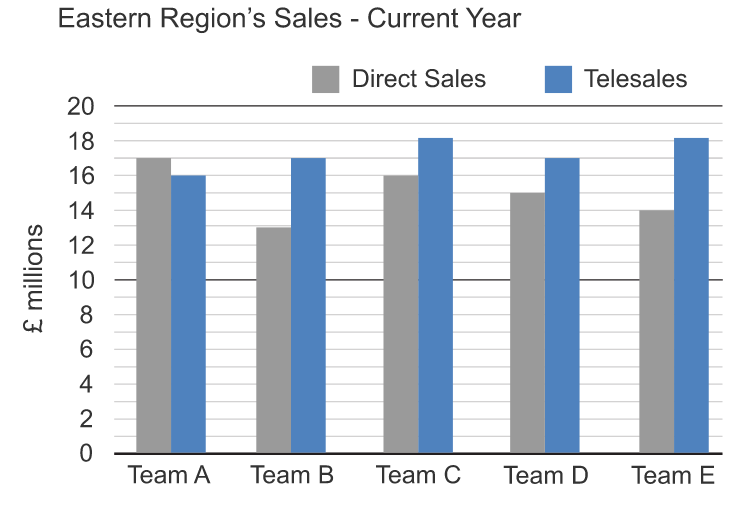 Eastern Region’s Sales - Current Year
Direct Sales
Telesales
20
18
16
14
12
10
8
6
4
2
0
£ millions
Team A
Team B
Team C
Team D
Team E